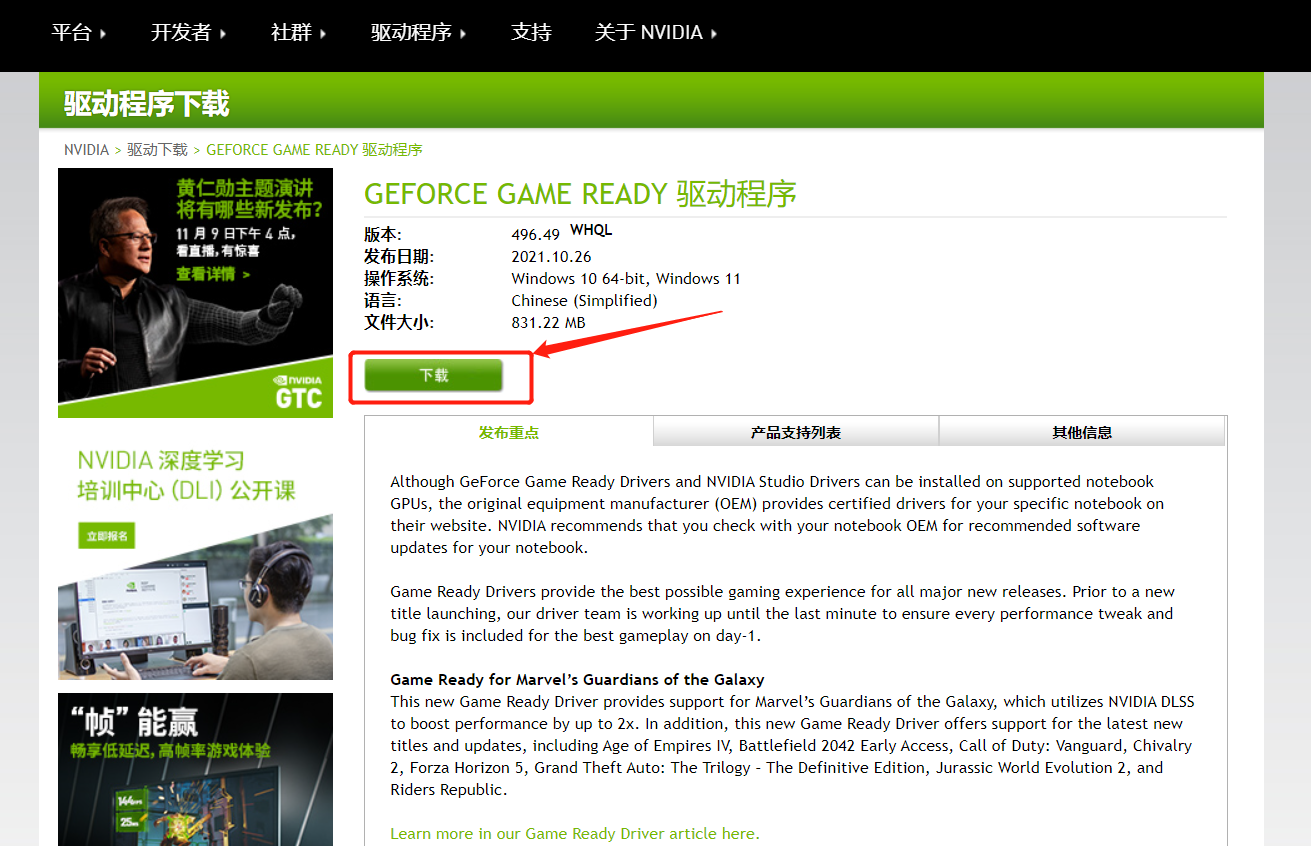 平台
开发者
社群
驱动程序
支持
关于 NVIDIA
驱动程序下载
NVIDIA > 驱动下载 > GEFORCE GAME READY 驱动程序
黄仁勋主题演讲
将有哪些新发布？
11 月 9 日下午 4 点，
看直播，有惊喜
查看详情 >
NVIDIA
GTC
GEFORCE GAME READY 驱动程序
版本: 496.49 WHQL
发布日期: 2021.10.26
操作系统: Windows 10 64-bit, Windows 11
语言: Chinese (Simplified)
文件大小: 831.22 MB
下载
NVIDIA 深度学习
培训中心 (DLI) 公开课
立即报名
“帧” 能赢
畅享低延迟, 高帧率游戏体验
144FPS
25ms
发布重点
产品支持列表
其他信息
Although GeForce Game Ready Drivers and NVIDIA Studio Drivers can be installed on supported notebook
GPUs, the original equipment manufacturer (OEM) provides certified drivers for your specific notebook on
their website. NVIDIA recommends that you check with your notebook OEM for recommended software
updates for your notebook.
Game Ready Drivers provide the best possible gaming experience for all major new releases. Prior to a new
title launching, our driver team is working up until the last minute to ensure every performance tweak and
bug fix is included for the best gameplay on day-1.
Game Ready for Marvel’s Guardians of the Galaxy
This new Game Ready Driver provides support for Marvel’s Guardians of the Galaxy, which utilizes NVIDIA DLSS
to boost performance by up to 2x. In addition, this new Game Ready Driver offers support for the latest new
titles and updates, including Age of Empires IV, Battlefield 2042 Early Access, Call of Duty: Vanguard, Chivalry
2, Forza Horizon 5, Grand Theft Auto: The Trilogy – The Definitive Edition, Jurassic World Evolution 2, and
Riders Republic.
Learn more in our Game Ready Driver article here.